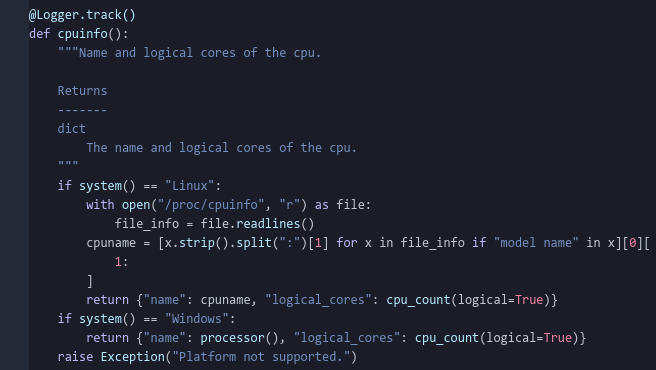 @Logger.track()
def cpuinfo():
    """Name and logical cores of the cpu.

    Returns
    -------
    dict
        The name and logical cores of the cpu.
    """
    if system() == "Linux":
        with open("/proc/cpuinfo", "r") as file:
            file_info = file.readlines()
        cpuname = [x.strip().split(":")[1] for x in file_info if "model name" in x][0][
            1:
        ]
        return {"name": cpuname, "logical_cores": cpu_count(logical=True)}
    if system() == "Windows":
        return {"name": processor(), "logical_cores": cpu_count(logical=True)}
    raise Exception("Platform not supported.")